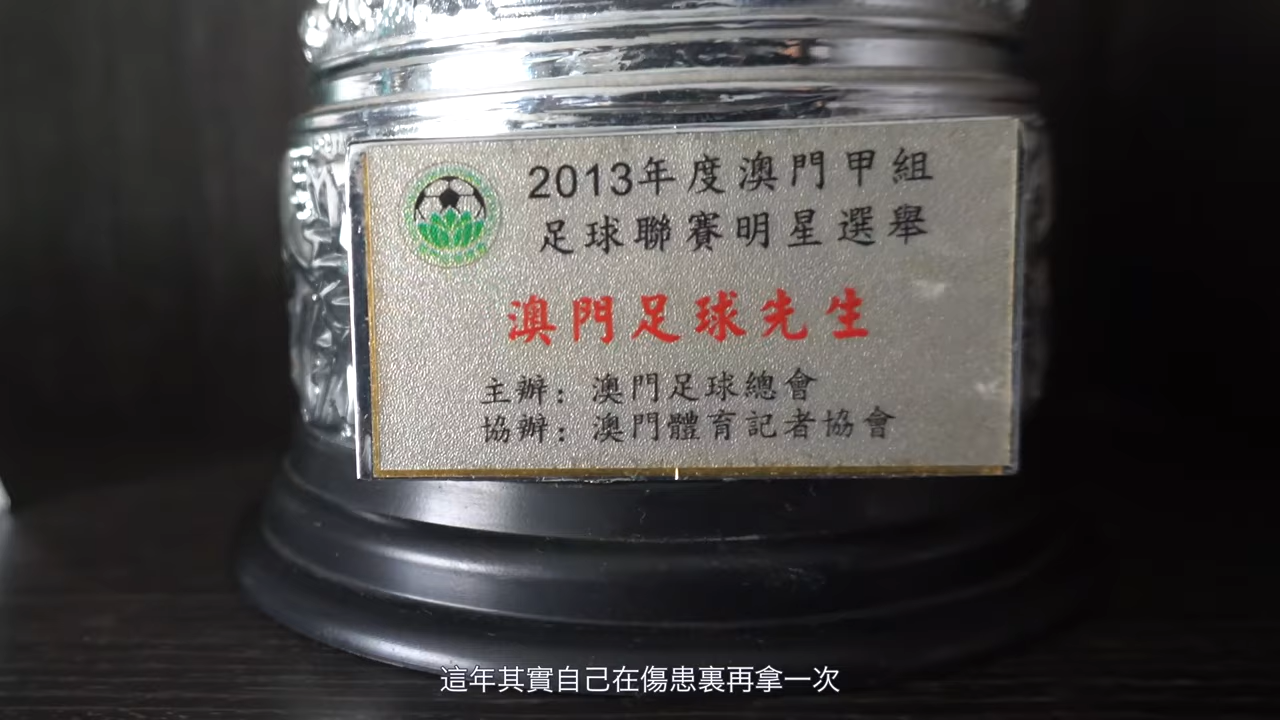 2013年度澳門甲組
足球聯賽明星選舉
澳門足球先生
主辦：澳門足球總會
協辦：澳門體育記者協會
這年其實自己在傷患裏再拿一次